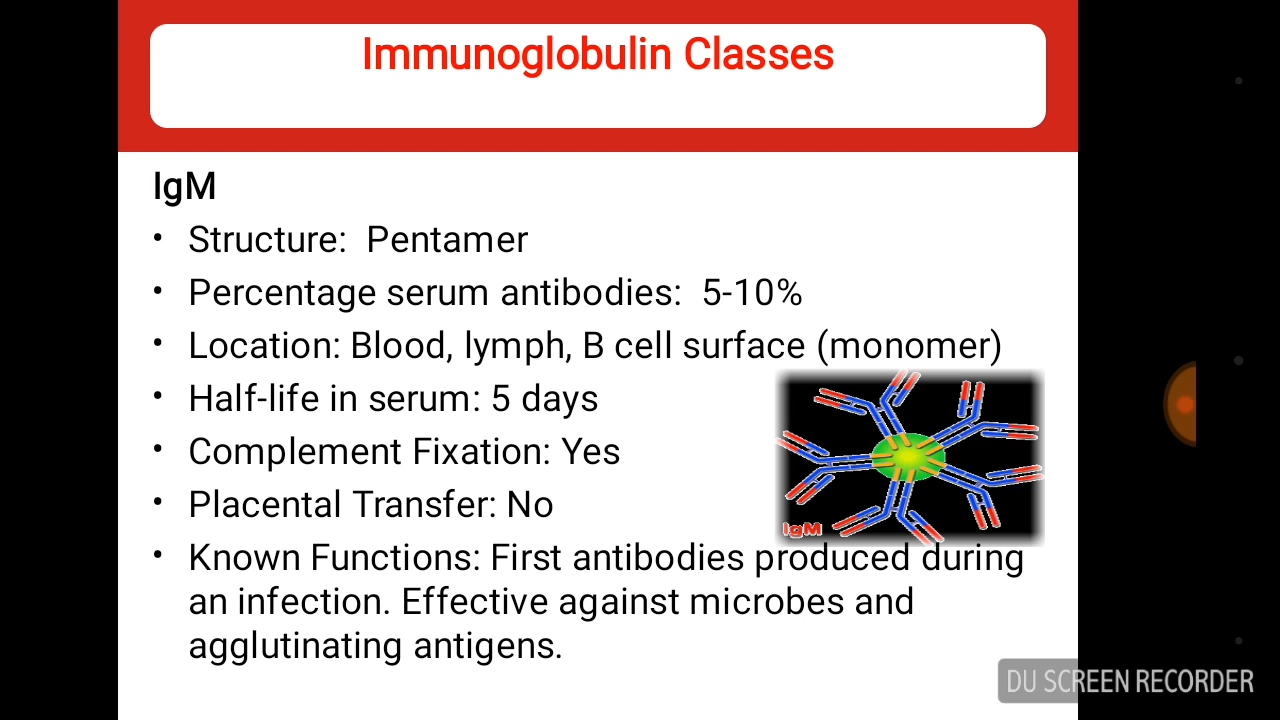 Immunoglobulin Classes
IgM
• Structure:  Pentamer
• Percentage serum antibodies:  5-10%
• Location: Blood, lymph, B cell surface (monomer)
• Half-life in serum: 5 days
• Complement Fixation: Yes
• Placental Transfer: No
IgM
• Known Functions: First antibodies produced during
an infection. Effective against microbes and
agglutinating antigens.
DU SCREEN RECORDER